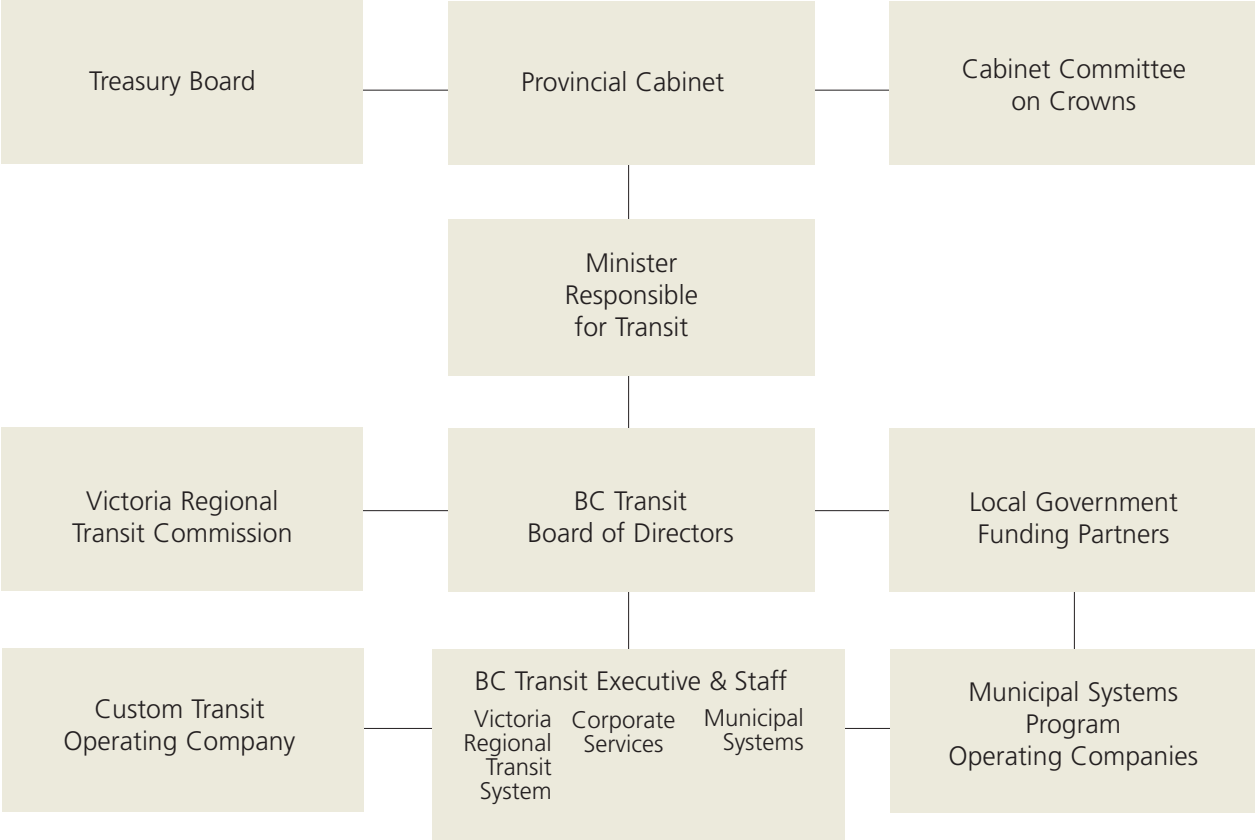 Treasury Board
Provincial Cabinet
Cabinet Committee
on Crowns
Minister
Responsible
for Transit
Victoria Regional
Transit Commission
BC Transit
Board of Directors
Local Government
Funding Partners
Custom Transit
Operating Company
BC Transit Executive & Staff
Victoria
Regional
Transit
System
Corporate
Services
Municipal
Systems
Municipal Systems
Program
Operating Companies